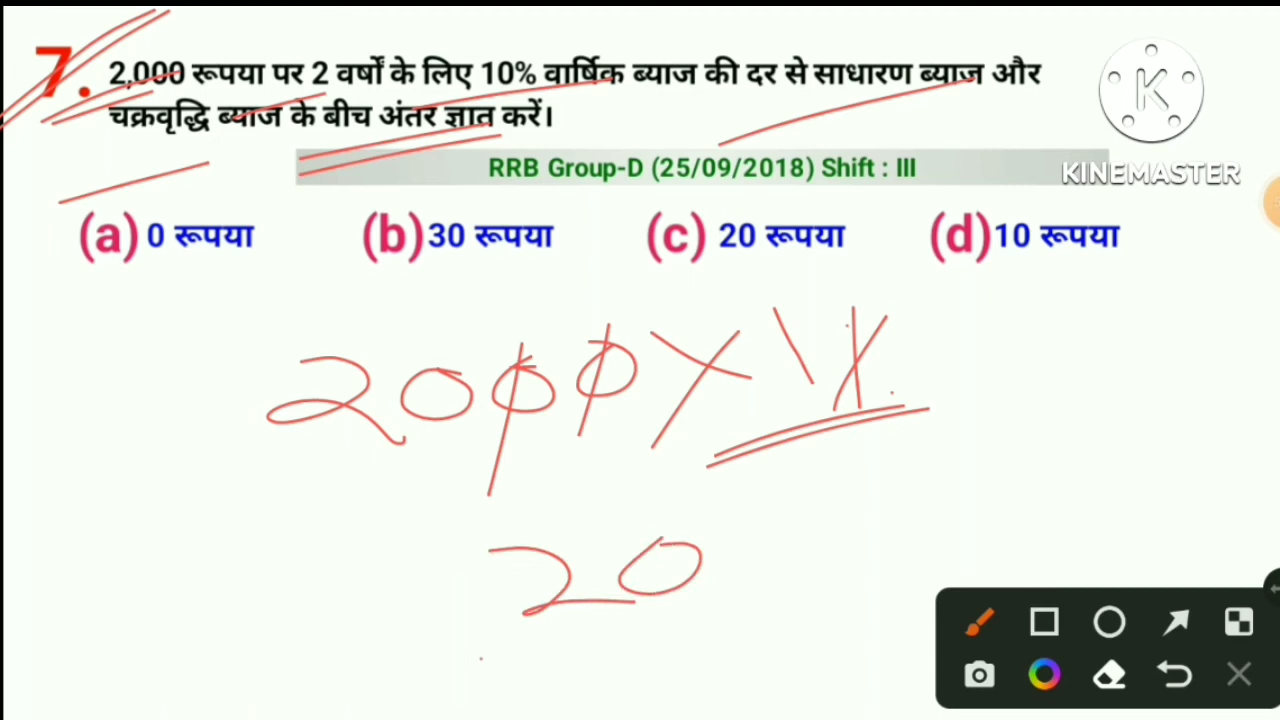 7. 2,000 रूपया पर 2 वर्षों के लिए 10% वार्षिक ब्याज की दर से साधारण ब्याज और
चक्रवृद्धि ब्याज के बीच अंतर ज्ञात करें।
K
KINEMASTER
RRB Group-D (25/09/2018) Shift : III
(a) 0 रूपया (b) 30 रूपया (c) 20 रूपया (d) 10 रूपया
2000 X 1%
20